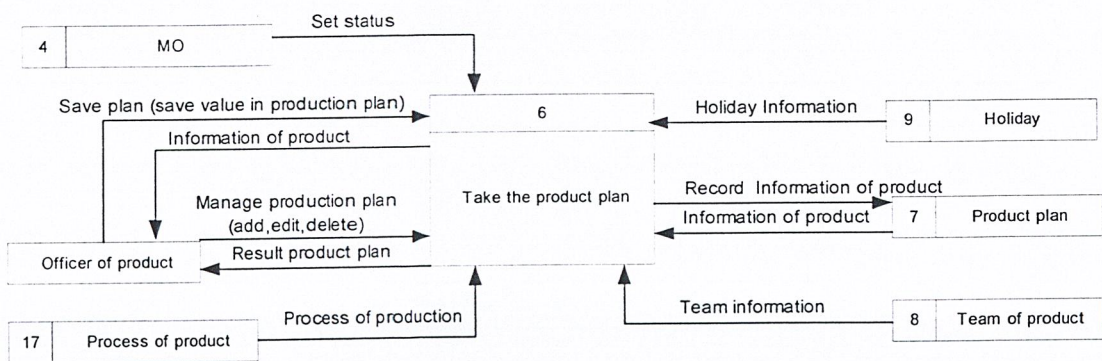 Set status
4 MO
Save plan (save value in production plan)
6
Holiday Information
9 Holiday
Information of product
Take the product plan
Record Information of product
Manage production plan
(add,edit,delete)
Information of product
7 Product plan
Officer of product
Result product plan
Process of production
Team information
8 Team of product
17 Process of product